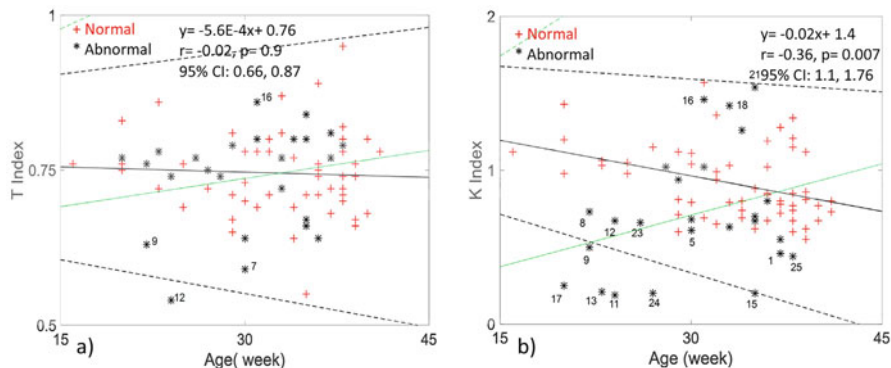 1
Normal
Abnormal
y= -5.6E-4x+ 0.76
r= -0.02, p= 0.9
95% CI: 0.66, 0.87
16
T Index
0.75
9
7
12
0.5
15
30
45
a)
Age( week)
2
Normal
Abnormal
y= -0.02x+ 1.4
r= -0.36, p= 0.007
95% CI: 1.1, 1.76
21
16
18
K Index
1
8
12
23
5
9
1
25
17
13
11
24
15
0
15
30
45
b)
Age (week)